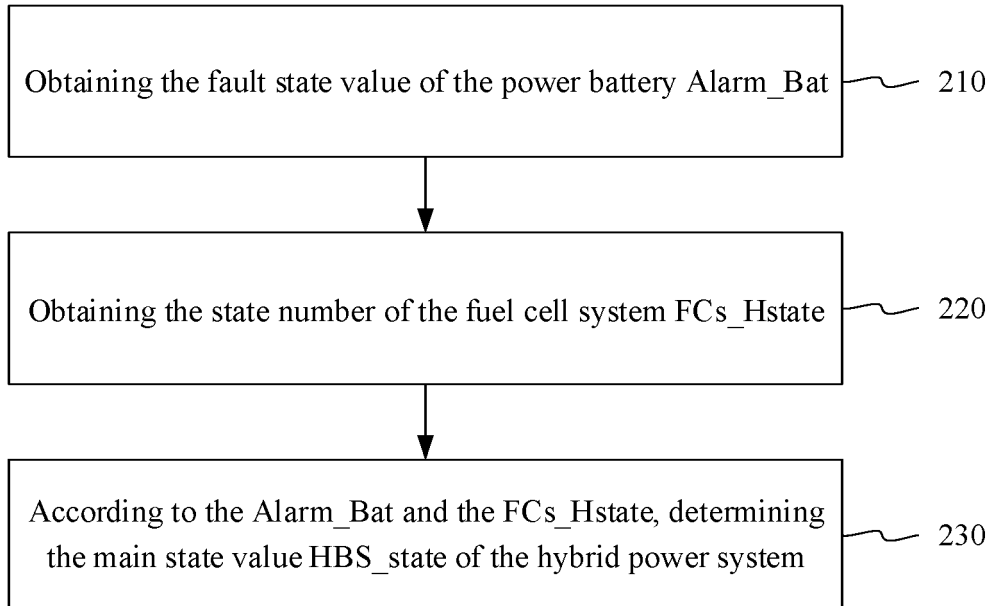 Obtaining the fault state value of the power battery Alarm_Bat
210
Obtaining the state number of the fuel cell system FCs_Hstate
220
According to the Alarm_Bat and the FCs_Hstate, determining
the main state value HBS_state of the hybrid power system
230